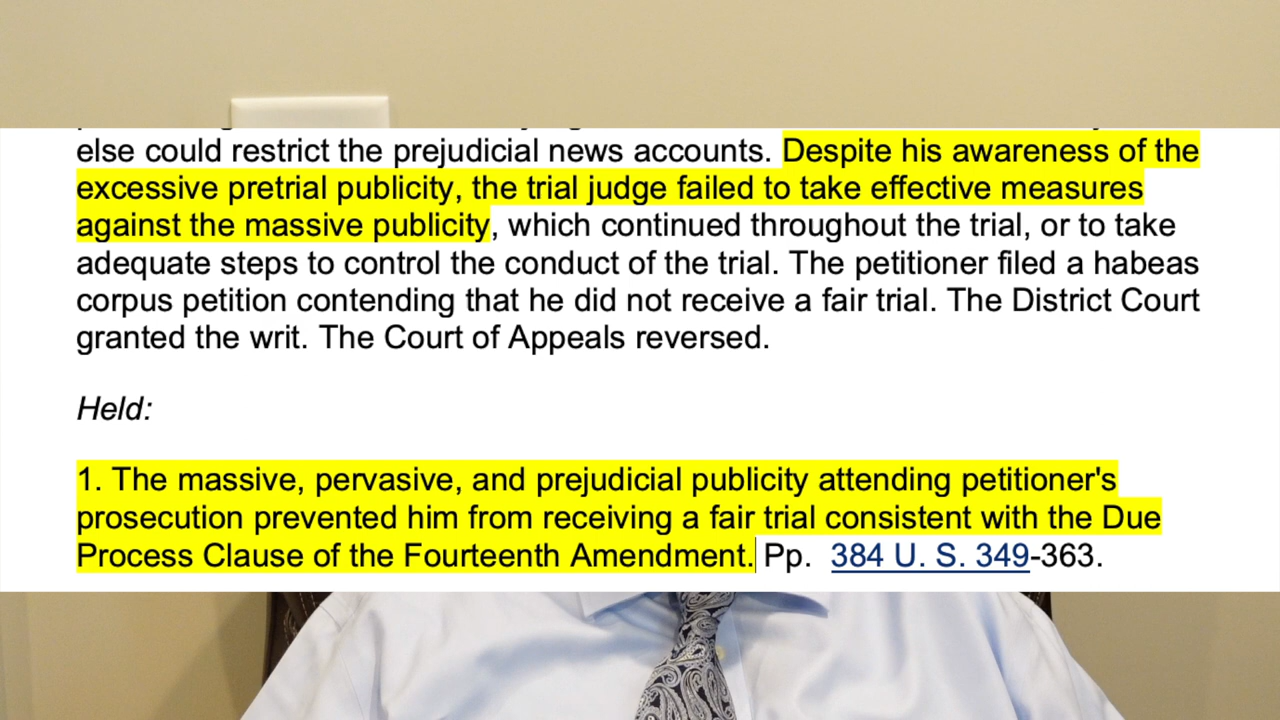 else could restrict the prejudicial news accounts. Despite his awareness of the
excessive pretrial publicity, the trial judge failed to take effective measures
against the massive publicity, which continued throughout the trial, or to take
adequate steps to control the conduct of the trial. The petitioner filed a habeas
corpus petition contending that he did not receive a fair trial. The District Court
granted the writ. The Court of Appeals reversed.
Held:
1. The massive, pervasive, and prejudicial publicity attending petitioner's
prosecution prevented him from receiving a fair trial consistent with the Due
Process Clause of the Fourteenth Amendment. Pp. 384 U. S. 349-363.